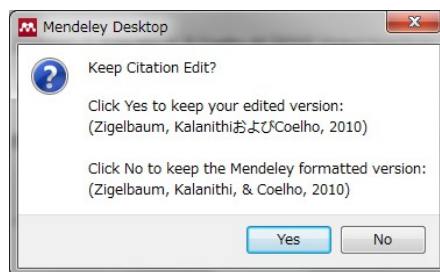 Mendeley Desktop
Keep Citation Edit?
Click Yes to keep your edited version:
(Zigelbaum, KalanithiおよびCoelho, 2010)
Click No to keep the Mendeley formatted version:
(Zigelbaum, Kalanithi, & Coelho, 2010)
Yes
No